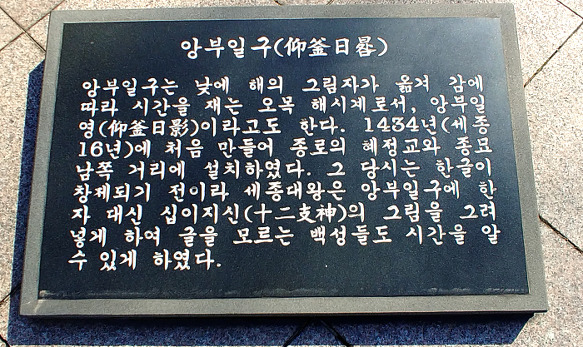 앙부일구(仰釜日晷)
앙부일구는 낮에 해의 그림자가 옮겨 감에
따라 시간을 재는 오목 해시계로서, 앙부일
영(仰釜日影)이라고도 한다. 1434년(세종
16년)에 처음 만들어 종로의 혜정교와 종묘
남쪽 거리에 설치하였다. 그 당시는 한글이
창제되기 전이라 세종대왕은 앙부일구에 한
자 대신 십이지신(十二支神)의 그림을 그려
넣게 하여 글을 모르는 백성들도 시간을 알
수 있게 하였다.